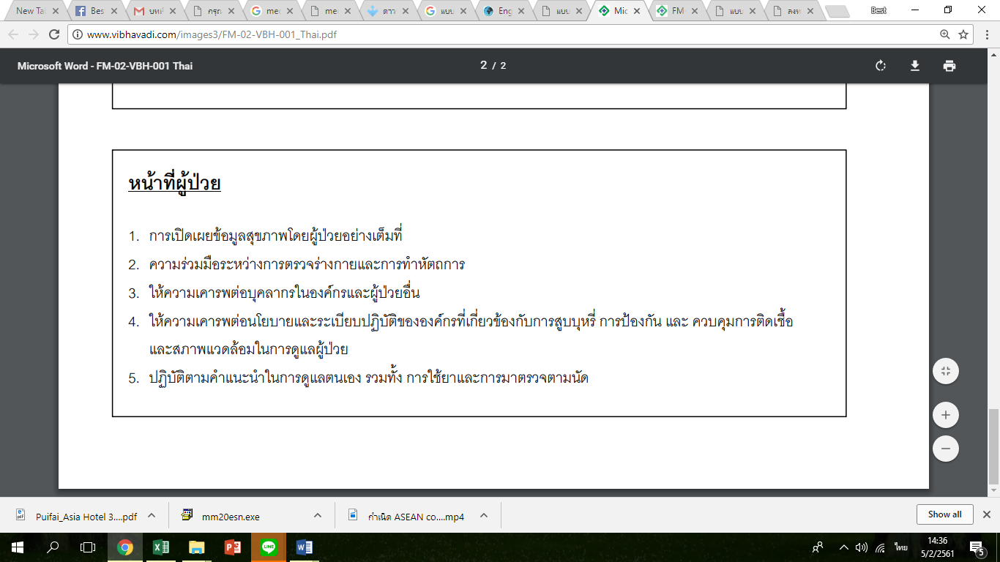 New Ta
Bes
บทค
กรุก
mec
me
ดาว
แบบ
Eng
แบบ
Mic
FM
แบบ
ลงท
Best
www.vibhavadi.com/images3/FM-02-VBH-001_Thai.pdf
Microsoft Word - FM-02-VBH-001 Thai
2 / 2
หน้าที่ผู้ป่วย
1. การเปิดเผยข้อมูลสุขภาพโดยผู้ป่วยอย่างเต็มที่
2. ความร่วมมือระหว่างการตรวจร่างกายและการทำหัตถการ
3. ให้ความเคารพต่อบุคลากรในองค์กรและผู้ป่วยอื่น
4. ให้ความเคารพต่อนโยบายและระเบียบปฏิบัติขององค์กรที่เกี่ยวข้องกับการสูบบุหรี่ การป้องกัน และ ควบคุมการติดเชื้อ
และสภาพแวดล้อมในการดูแลผู้ป่วย
5. ปฏิบัติตามคำแนะนำในการดูแลตนเอง รวมทั้ง การใช้ยาและการมาตรวจตามนัด
Puifai_Asia Hotel 3....pdf
mm20esn.exe
กำเนิด ASEAN co....mp4
Show all
LINE
ไทย
14:36
5/2/2561
5